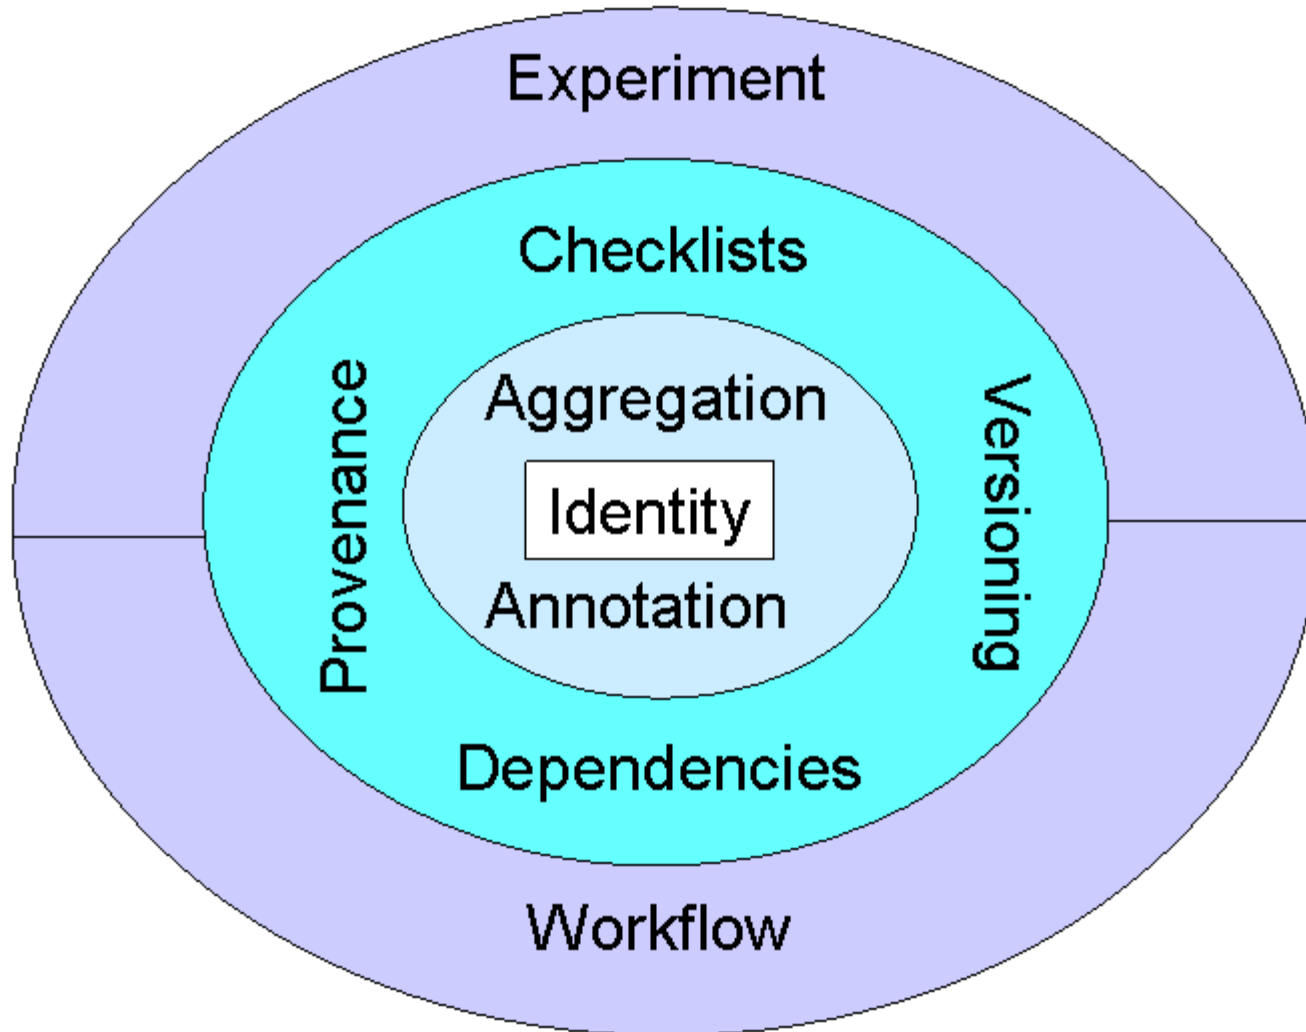 Experiment
Checklists
Provenance
Versioning
Aggregation
Identity
Annotation
Dependencies
Workflow